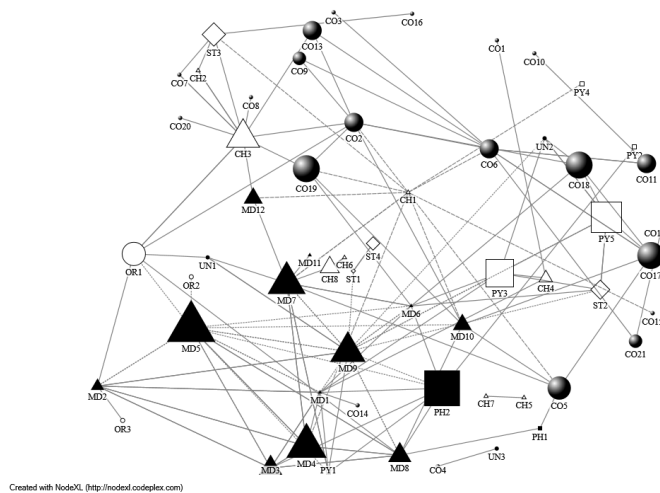 CO3
CO16
ST3
CO13
CO1
CO9
CO10
CO7
CH2
PY4
CO8
CO20
CO2
UN2
CH3
CO6
CO18
CO11
CO19
MD12
CH1
PY5
OR1
UN1
MD11
CH6
ST4
CO17
CH8
ST1
OR2
MD7
PY3
CH4
ST2
MD6
MD5
MD10
CO21
MD9
MD2
MD1
CO14
PH2
CH7
CH5
CO5
OR3
PH1
MD3
MD4
PY1
MD8
CO4
UN3
Created with NodeXL (http://nodexl.codeplex.com)